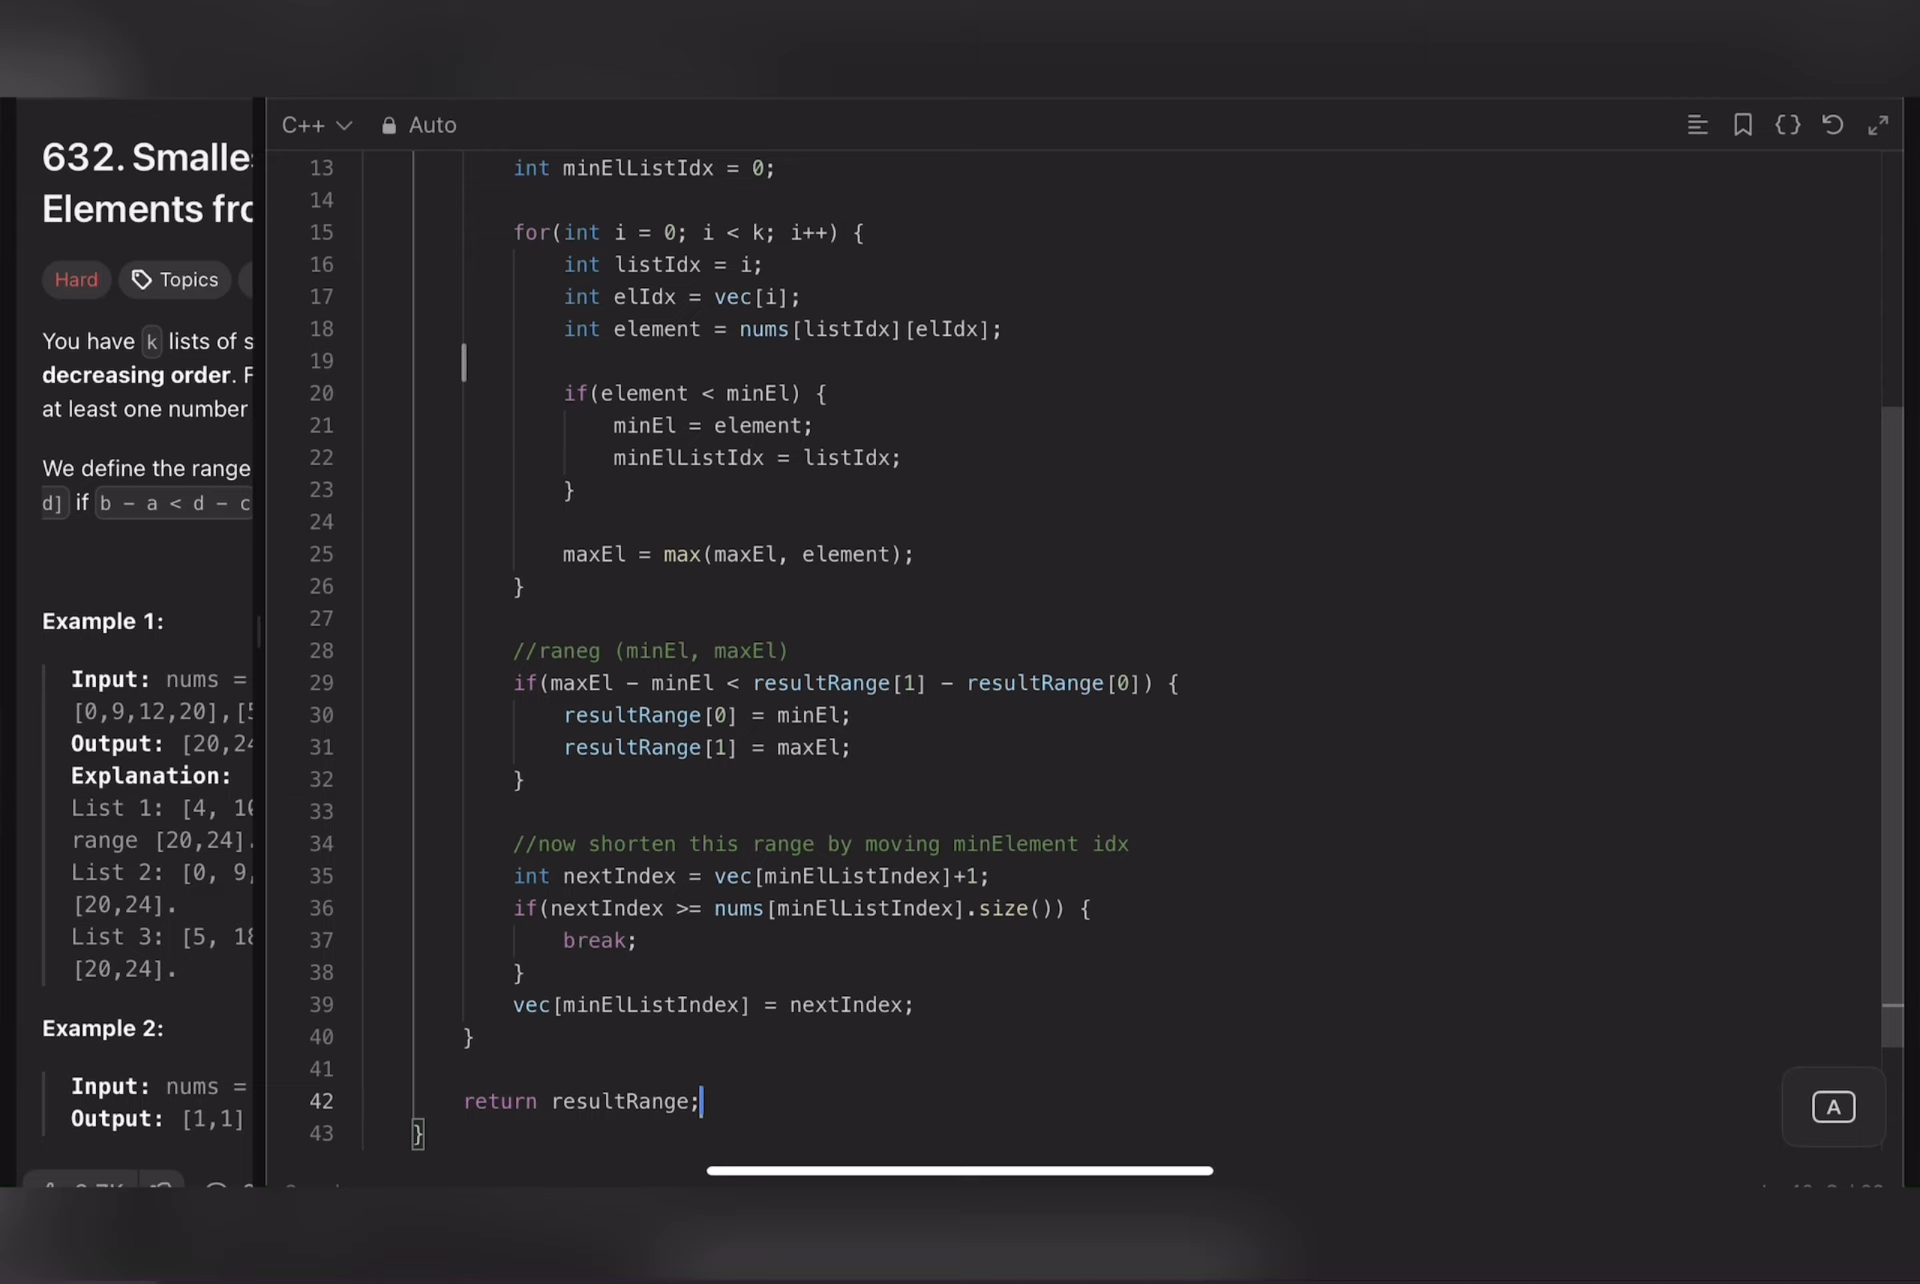 632. Smalle
Elements fro
Hard Topics
You have k lists of s
decreasing order. F
at least one number
We define the range
d] if b - a < d - c
Example 1:
Input: nums =
[0,9,12,20],[5
Output: [20,24
Explanation:
List 1: [4, 10
range [20,24].
List 2: [0, 9,
[20,24].
List 3: [5, 18
[20,24].
Example 2:
Input: nums =
Output: [1,1]
C++ Auto
13 int minElListIdx = 0;
14
15 for(int i = 0; i < k; i++) {
16 int listIdx = i;
17 int elIdx = vec[i];
18 int element = nums[listIdx][elIdx];
19
20 if(element < minEl) {
21 minEl = element;
22 minElListIdx = listIdx;
23 }
24
25 maxEl = max(maxEl, element);
26 }
27
28 //raneg (minEl, maxEl)
29 if(maxEl - minEl < resultRange[1] - resultRange[0]) {
30 resultRange[0] = minEl;
31 resultRange[1] = maxEl;
32 }
33
34 //now shorten this range by moving minElement idx
35 int nextIndex = vec[minElListIndex]+1;
36 if(nextIndex >= nums[minElListIndex].size()) {
37 break;
38 }
39 vec[minElListIndex] = nextIndex;
40 }
41
42 return resultRange;
43 }
A